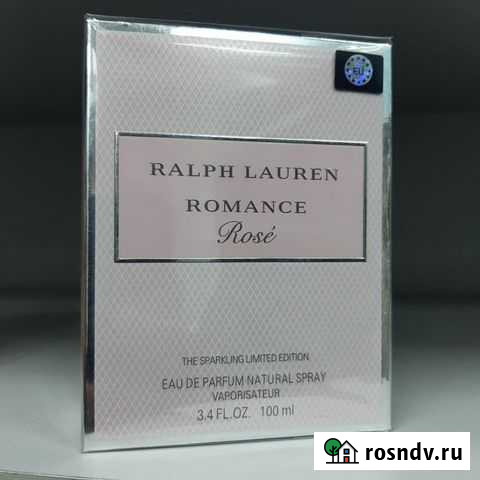 EU
RALPH LAUREN
ROMANCE
Rosé
THE SPARKLING LIMITED EDITION
EAU DE PARFUM NATURAL SPRAY
VAPORISATEUR
3.4 FL.OZ. 100 ml
rosndv.ru